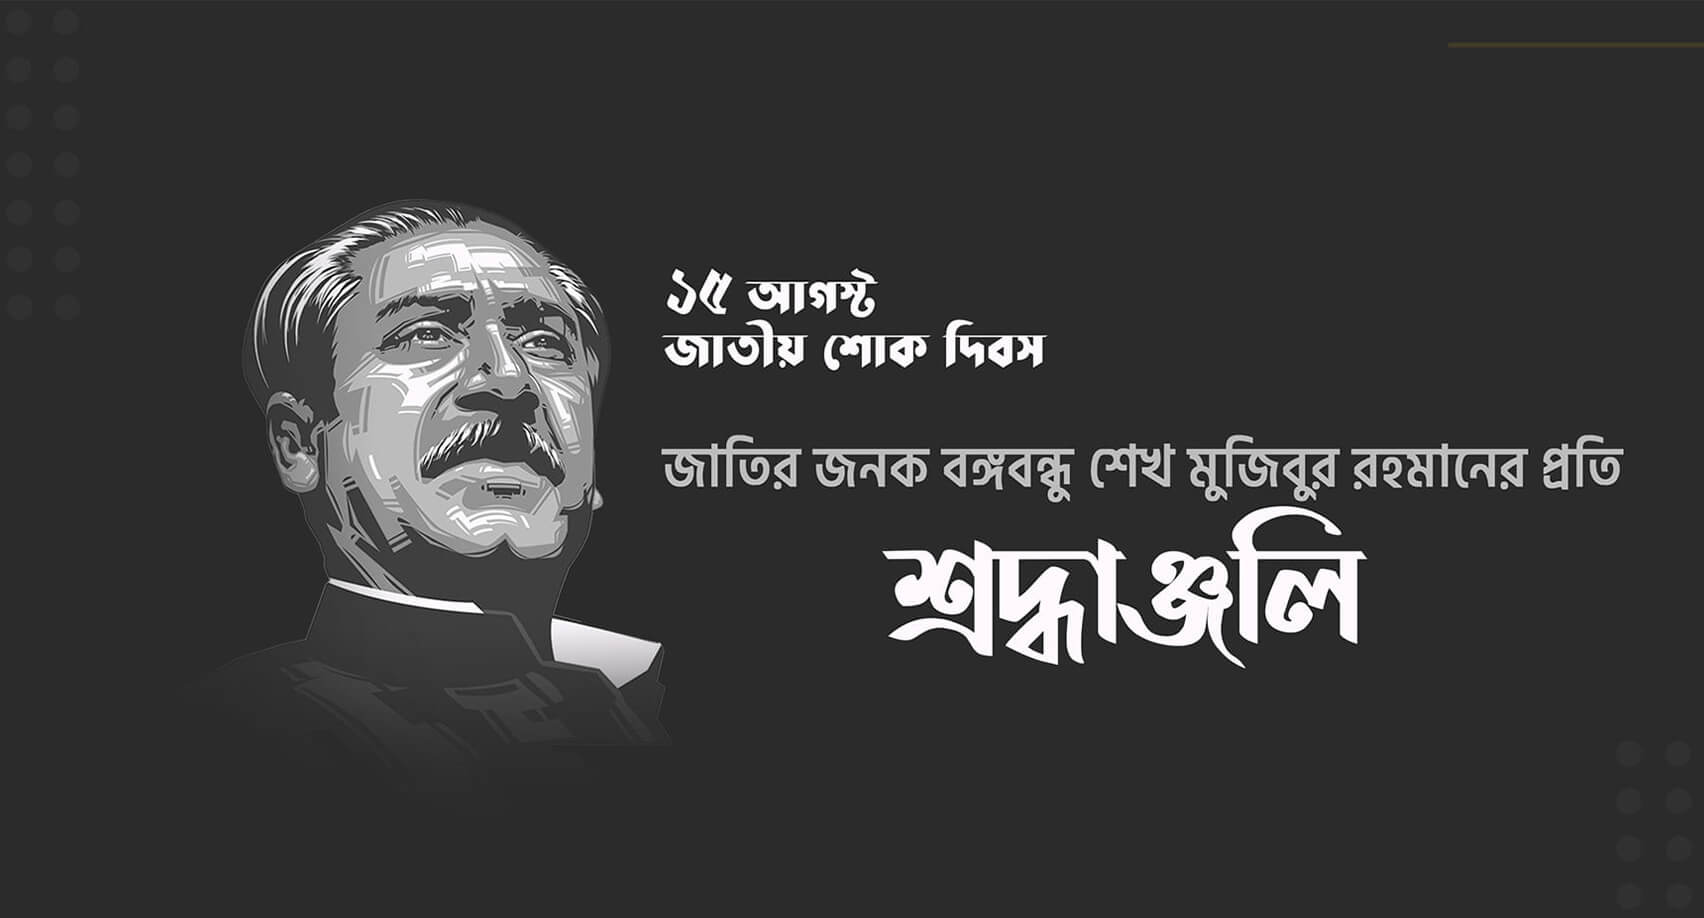 ১৫ আগস্ট
জাতীয় শোক দিবস
জাতির জনক বঙ্গবন্ধু শেখ মুজিবুর রহমানের প্রতি
শ্রদ্ধাঞ্জলি